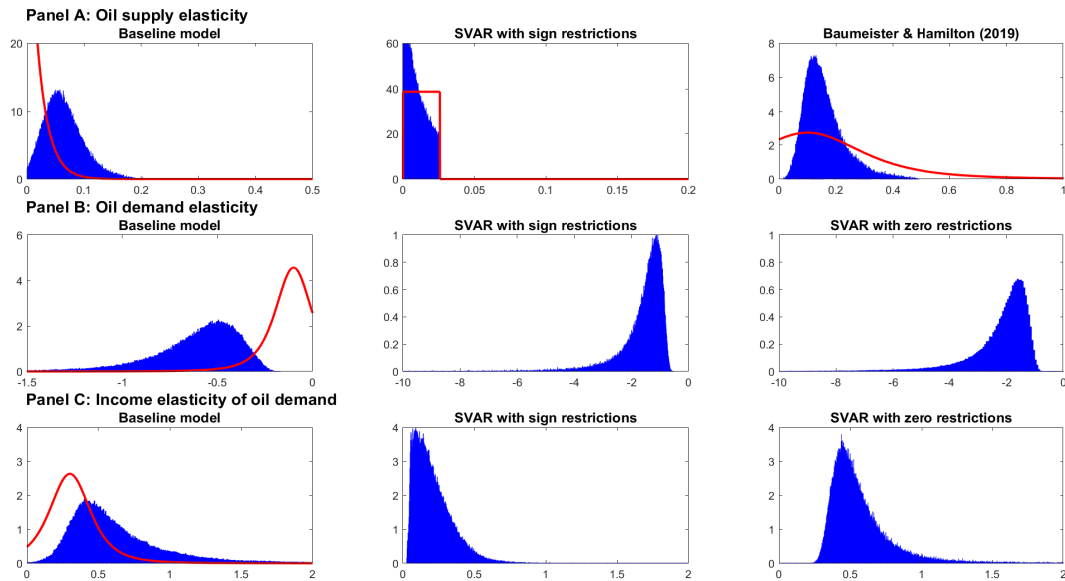 Panel A: Oil supply elasticity
Baseline model
SVAR with sign restrictions
Baumeister & Hamilton (2019)
20
10
0
0 0.1 0.2 0.3 0.4 0.5
60
40
20
0
0 0.05 0.1 0.15 0.2
8
6
4
2
0
0 0.2 0.4 0.6 0.8 1
Panel B: Oil demand elasticity
Baseline model
SVAR with sign restrictions
SVAR with zero restrictions
6
4
2
0
-1.5 -1 -0.5 0
1
0.8
0.6
0.4
0.2
0
-10 -8 -6 -4 -2 0
1
0.8
0.6
0.4
0.2
0
-10 -8 -6 -4 -2 0
Panel C: Income elasticity of oil demand
Baseline model
SVAR with sign restrictions
SVAR with zero restrictions
4
3
2
1
0
0 0.5 1 1.5 2
4
3
2
1
0
0 0.5 1 1.5 2
4
3
2
1
0
0 0.5 1 1.5 2